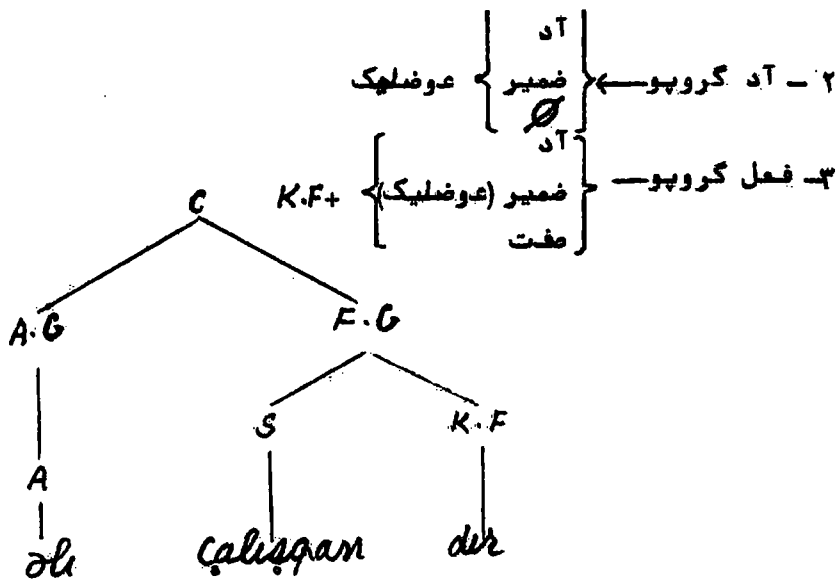 آد
۲ ـ آد گروپو ← ضمیر عوضلیک
Ø
آد
۳ـ فعل گروپو — ضمیر (عوضلیک) +K.F
صفت
C
A.G F.G
S K.F
A
əli çalışqan dır